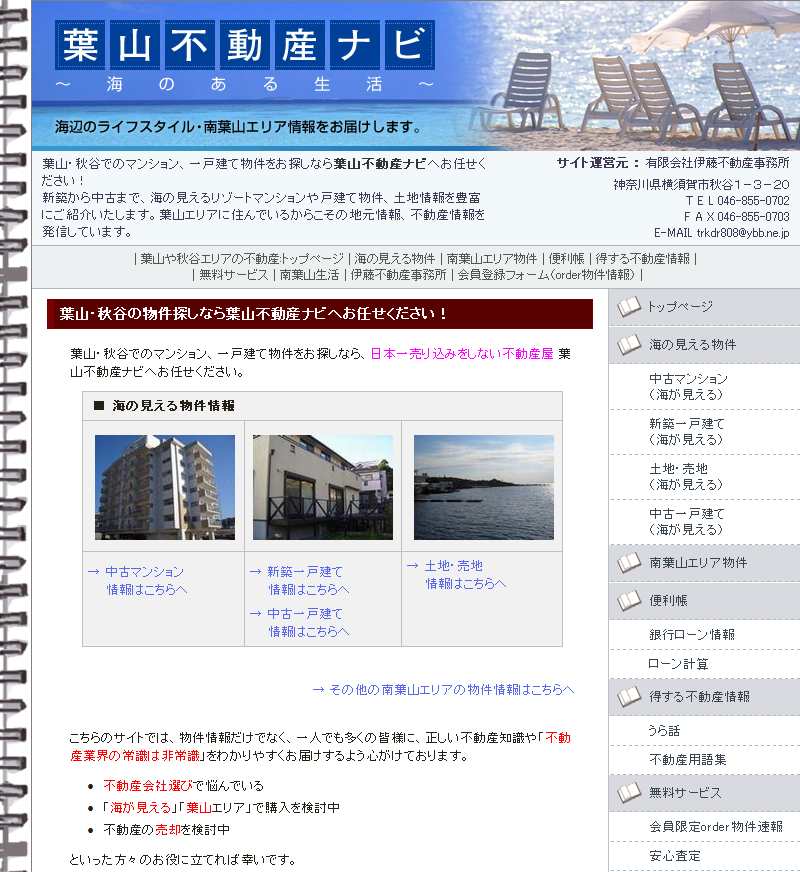 葉山不動産ナビ
～海のある生活～
海辺のライフスタイル・南葉山エリア情報をお届けします。
葉山・秋谷でのマンション、一戸建て物件をお探しなら葉山不動産ナビへお任せく
ださい！
新築から中古まで、海の見えるリゾートマンションや戸建て物件、土地情報を豊富
にご紹介いたします。葉山エリアに住んでいるからこその地元情報、不動産情報を
発信しています。
サイト運営元 ： 有限会社伊藤不動産事務所
神奈川県横須賀市秋谷１－３－２０
ＴＥＬ046-855-0702
ＦＡＸ046-855-0703
E-MAIL trkdr808@ybb.ne.jp
| 葉山や秋谷エリアの不動産トップページ | 海の見える物件 | 南葉山エリア物件 | 便利帳 | 得する不動産情報 |
| 無料サービス | 南葉山生活 | 伊藤不動産事務所 | 会員登録フォーム（order物件情報） |
葉山・秋谷の物件探しなら葉山不動産ナビへお任せください！
葉山・秋谷でのマンション、一戸建て物件をお探しなら、日本一売り込みをしない不動産屋 葉
山不動産ナビへお任せください。
■ 海の見える物件情報
→ 中古マンション
情報はこちらへ
→ 新築一戸建て
情報はこちらへ
→ 中古一戸建て
情報はこちらへ
→ 土地・売地
情報はこちらへ
→ その他の南葉山エリアの物件情報はこちらへ
こちらのサイトでは、物件情報だけでなく、一人でも多くの皆様に、正しい不動産知識や「不動
産業界の常識は非常識」をわかりやすくお届けするよう心がけております。
● 不動産会社選びで悩んでいる
● 「海が見える」「葉山エリア」で購入を検討中
● 不動産の売却を検討中
といった方々のお役に立てれば幸いです。
トップページ
海の見える物件
中古マンション
（海が見える）
新築一戸建て
（海が見える）
土地・売地
（海が見える）
中古一戸建て
（海が見える）
南葉山エリア物件
便利帳
銀行ローン情報
ローン計算
得する不動産情報
うら話
不動産用語集
無料サービス
会員限定order物件速報
安心査定